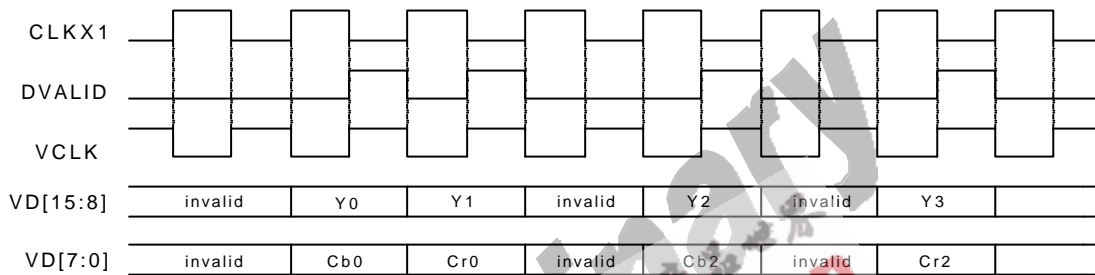 CLKX1
DVALID
VCLK
VD[15:8] invalid Y0 Y1 invalid Y2 invalid Y3
VD[7:0] invalid Cb0 Cr0 invalid Cb2 invalid Cr2